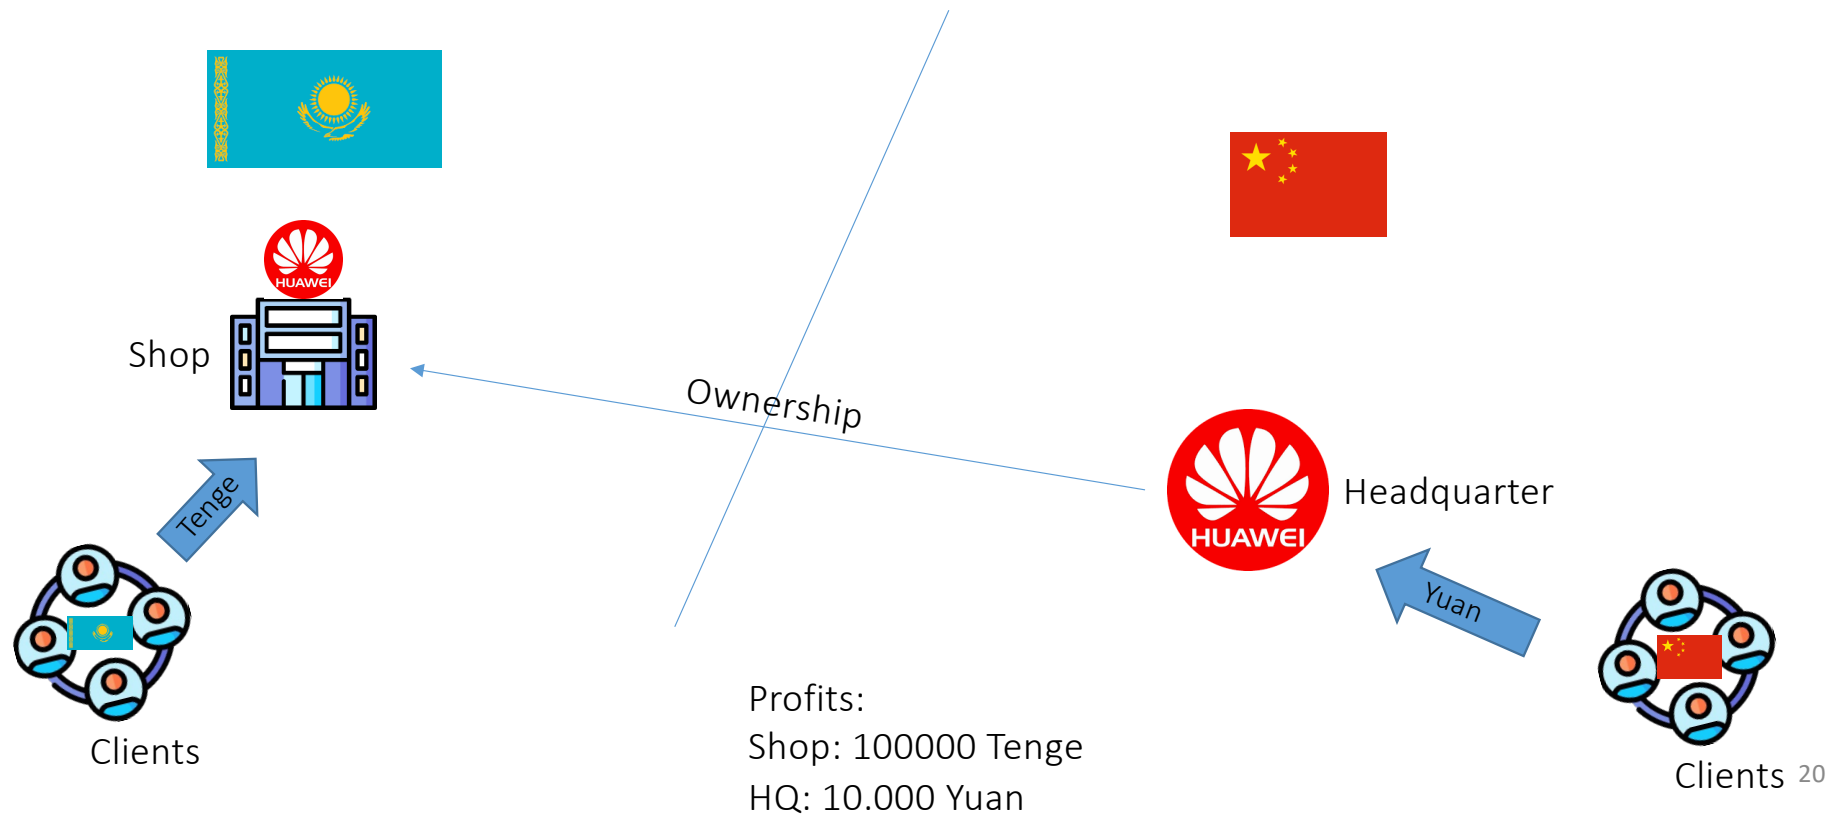 HUAWEI
Shop
Ownership
Tenge
HUAWEI
Headquarter
Yuan
Clients
Profits:
Shop: 100000 Tenge
HQ: 10.000 Yuan
Clients
20